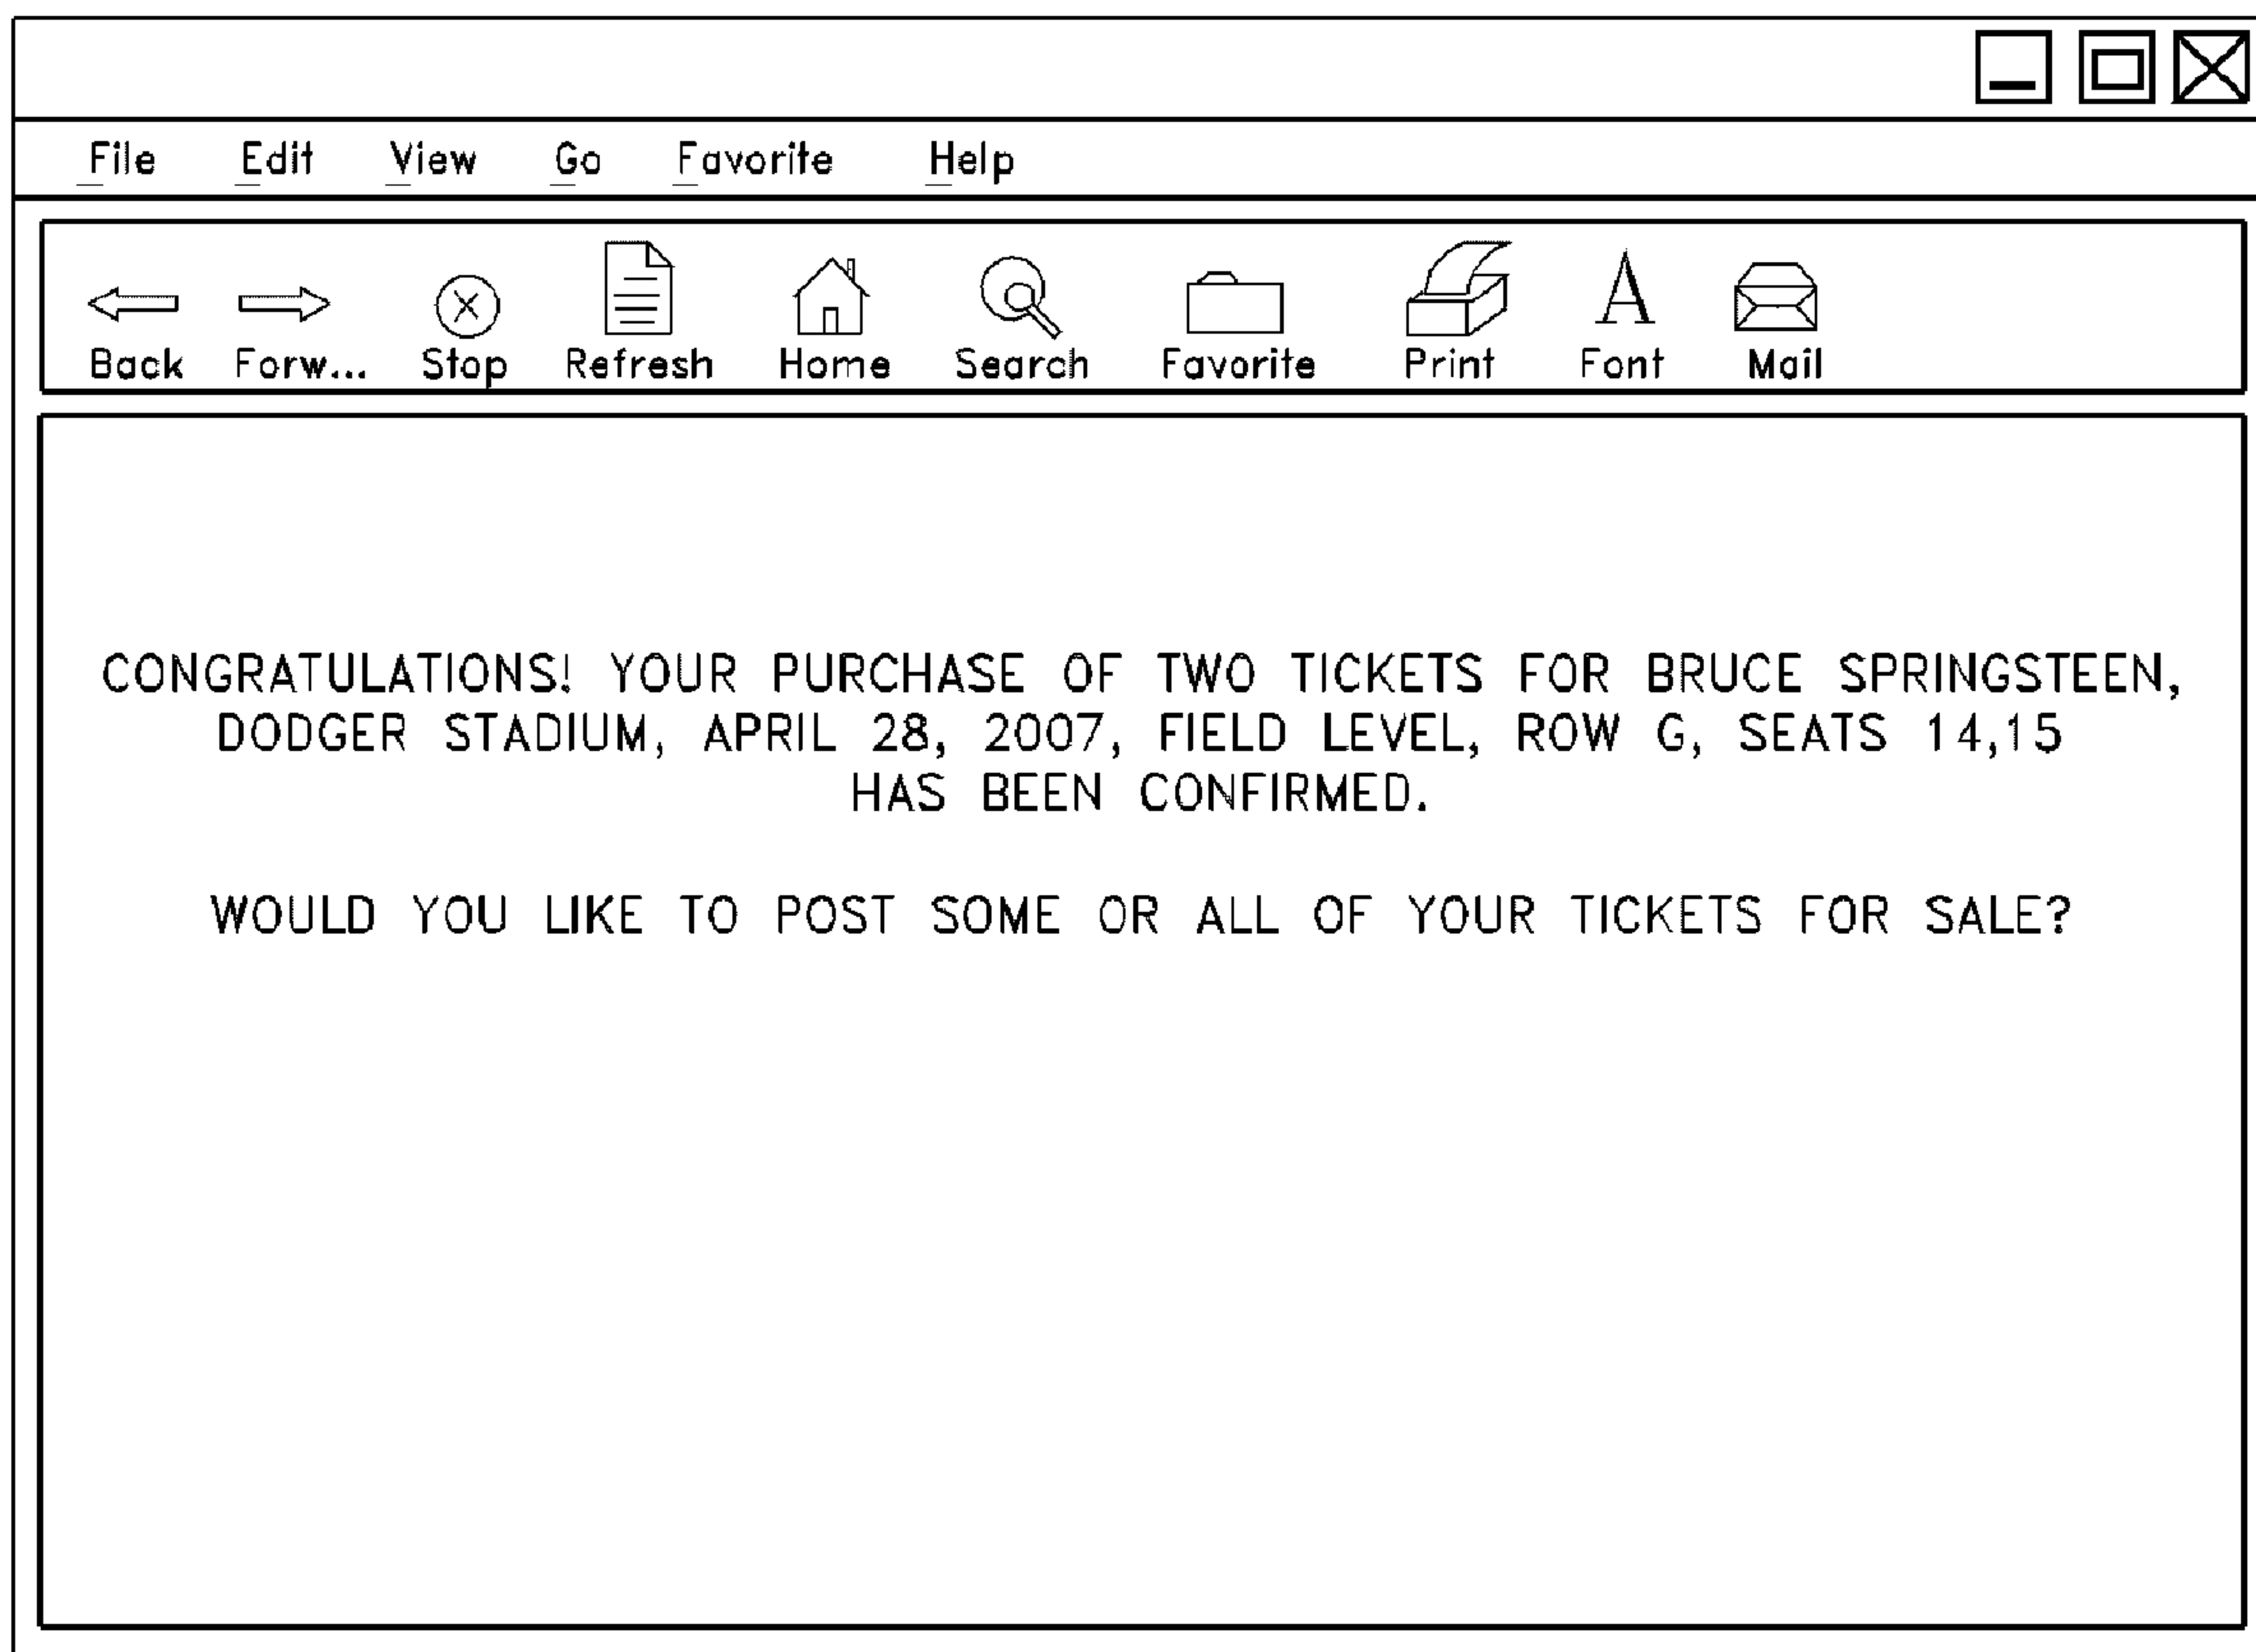 File Edit View Go Favorite Help
Back Forw... Stop Refresh Home Search Favorite Print Font Mail
CONGRATULATIONS! YOUR PURCHASE OF TWO TICKETS FOR BRUCE SPRINGSTEEN,
DODGER STADIUM, APRIL 28, 2007, FIELD LEVEL, ROW G, SEATS 14,15
HAS BEEN CONFIRMED.
WOULD YOU LIKE TO POST SOME OR ALL OF YOUR TICKETS FOR SALE?